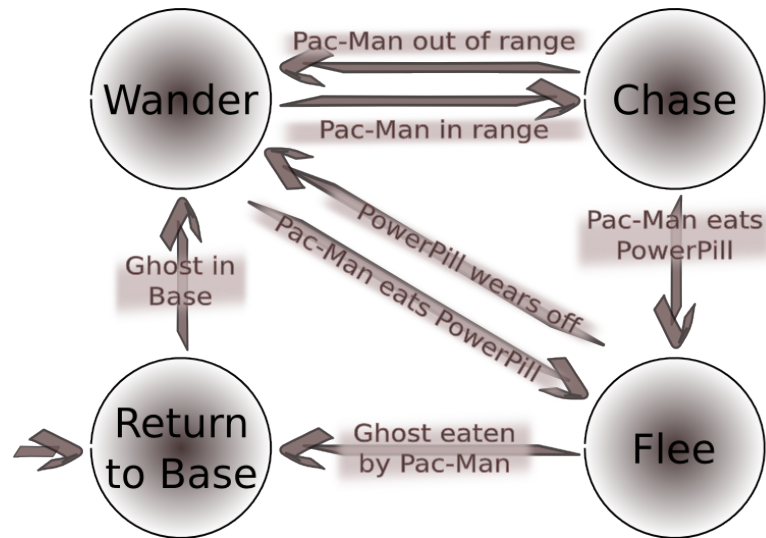 Pac-Man out of range
Wander
Chase
Pac-Man in range
Pac-Man eats
PowerPill
PowerPill wears off
Pac-Man eats PowerPill
Ghost in
Base
Return
to Base
Ghost eaten
by Pac-Man
Flee